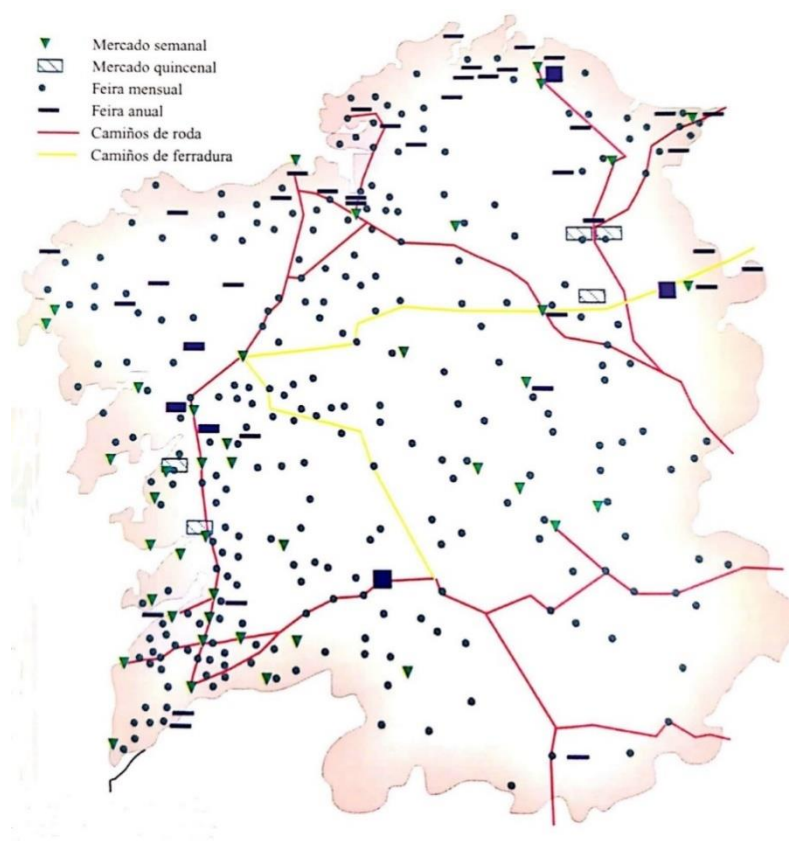 Mercado semanal
Mercado quincenal
Feira mensual
Feira anual
Camiños de roda
Camiños de ferradura